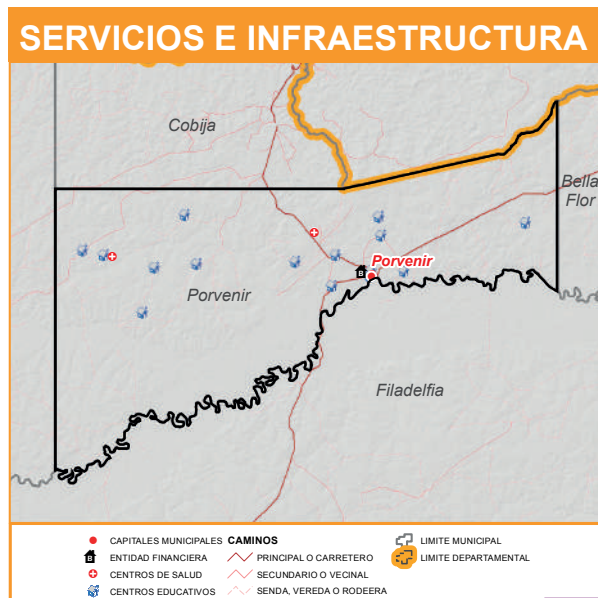 SERVICIOS E INFRAESTRUCTURA
Cobija
Bella
Flor
Porvenir
B
Porvenir
Filadelfia
CAPITALES MUNICIPALES
B ENTIDAD FINANCIERA
CENTROS DE SALUD
CENTROS EDUCATIVOS
CAMINOS
PRINCIPAL O CARRETERO
SECUNDARIO O VECINAL
SENDA, VEREDA O RODEERA
LIMITE MUNICIPAL
LIMITE DEPARTAMENTAL